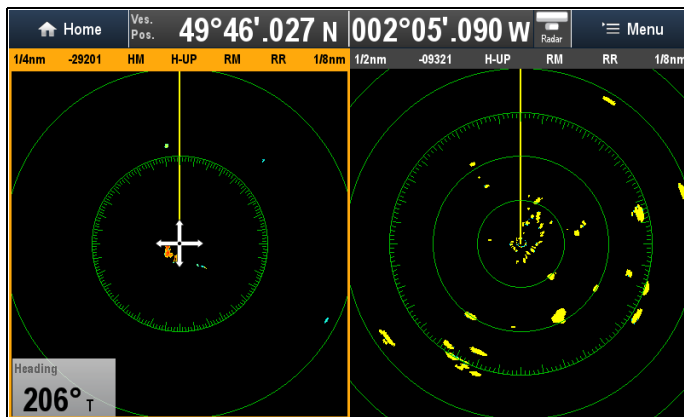 Home
Ves. Pos. 49°46'.027 N 002°05'.090 W
Radar
Menu
1/4nm -29201 HM H-UP RM RR 1/8nm
1/2nm -09321 H-UP RM RR 1/8nm
Heading
206° T